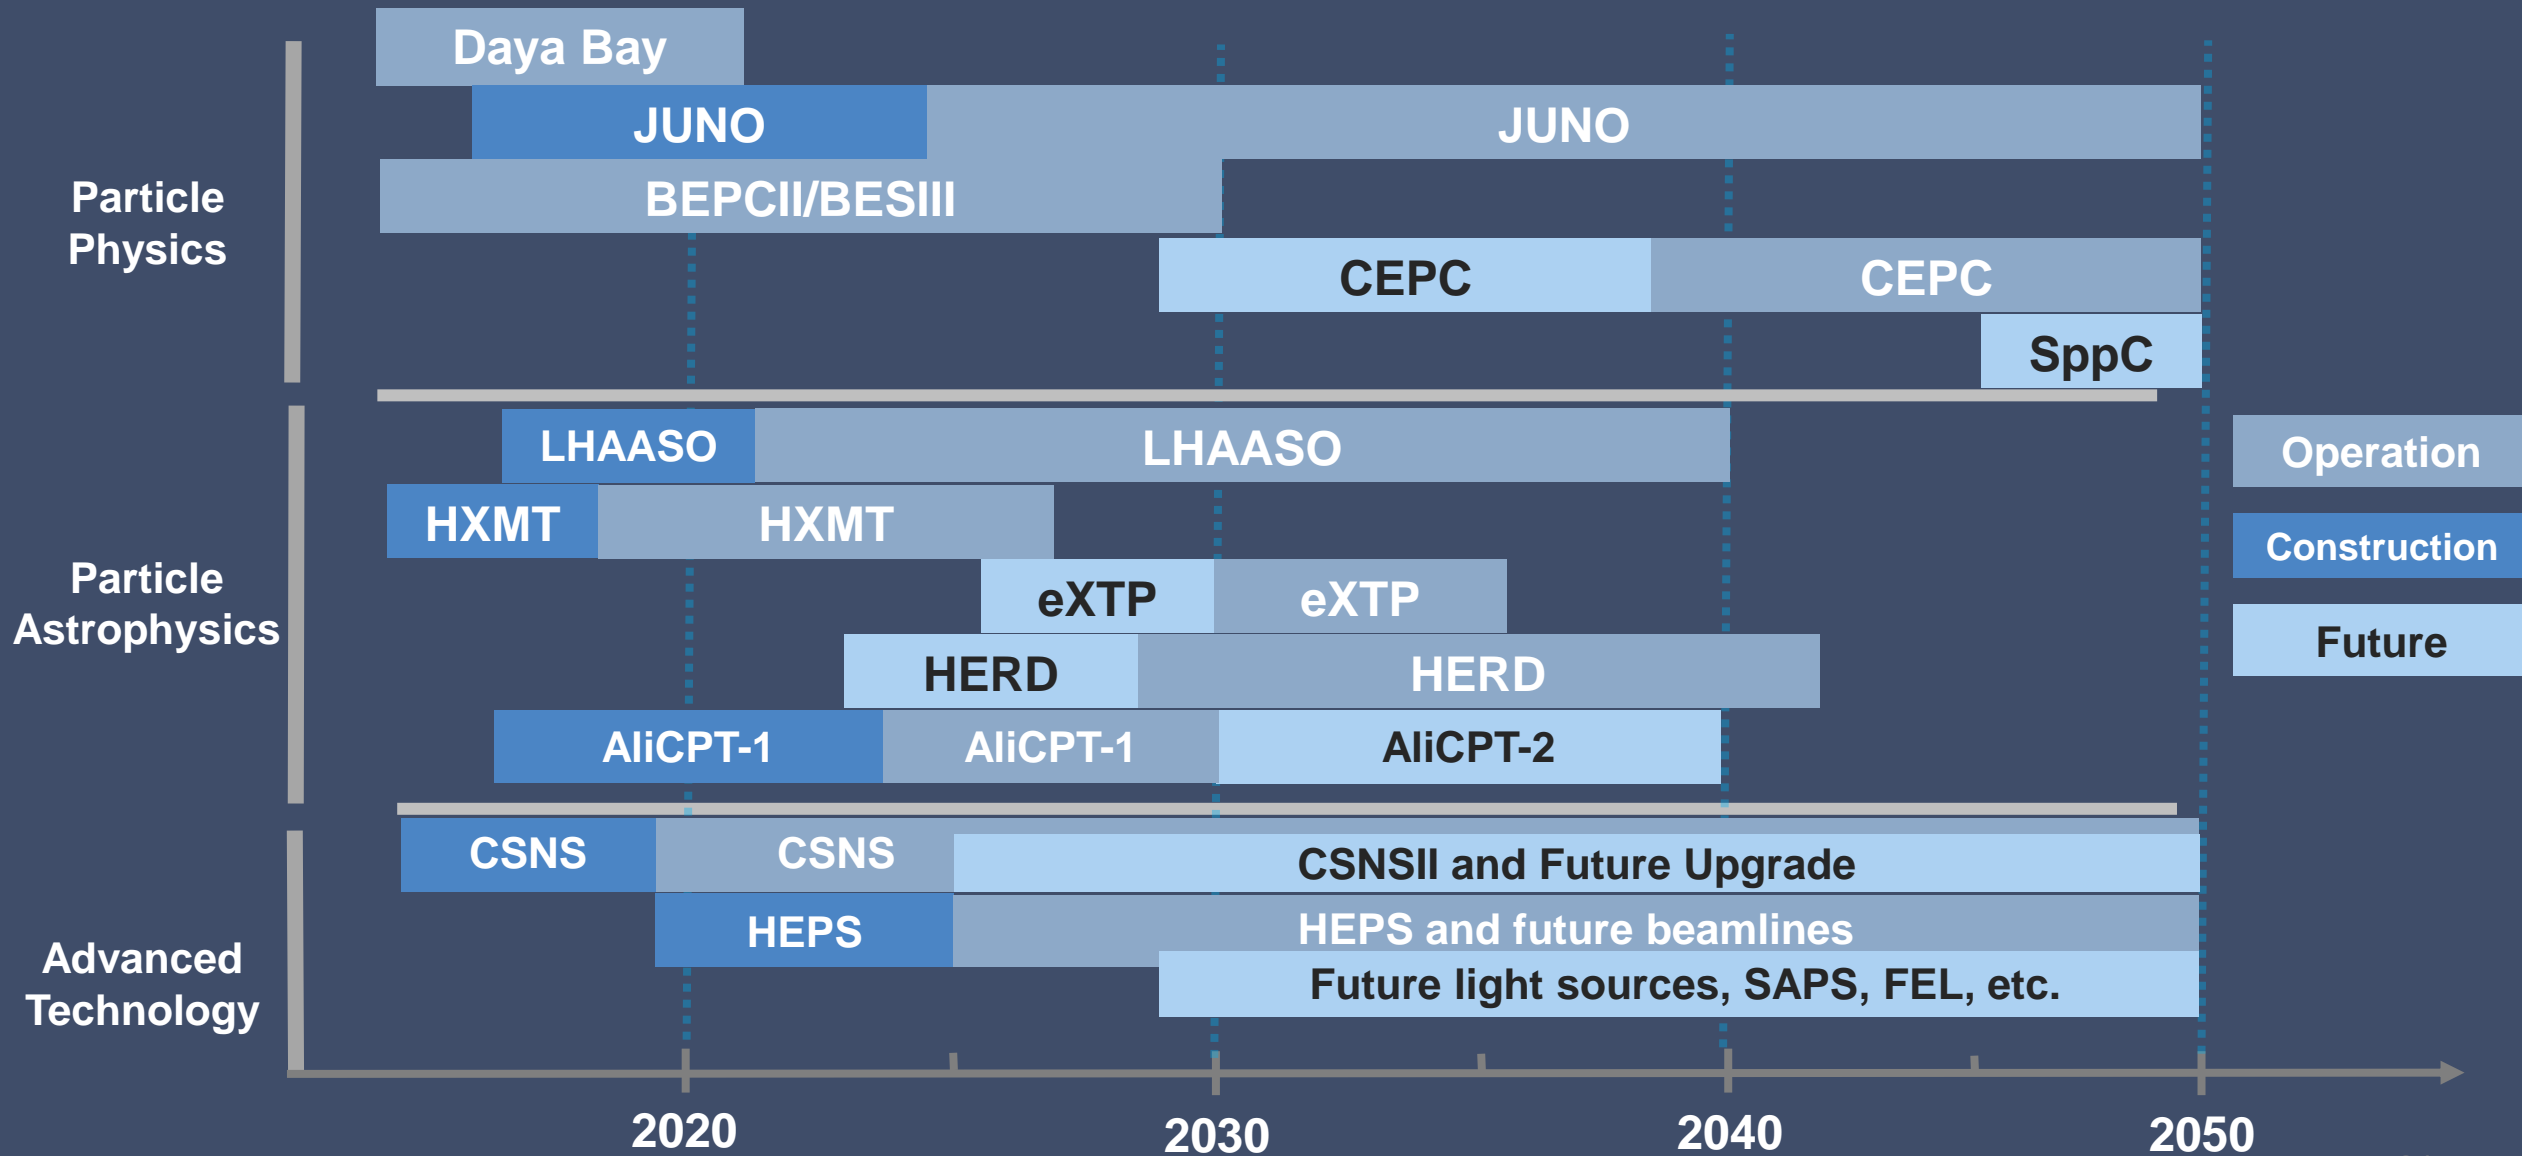 Daya Bay
JUNO
JUNO
BEPCII/BESIII
Particle
Physics
CEPC
CEPC
SppC
LHAASO
LHAASO
Operation
HXMT
HXMT
Construction
Particle
Astrophysics
eXTP
eXTP
Future
HERD
HERD
AliCPT-1
AliCPT-1
AliCPT-2
CSNS
CSNS
CSNSII and Future Upgrade
HEPS
HEPS and future beamlines
Advanced
Technology
Future light sources, SAPS, FEL, etc.
2020
2030
2040
2050